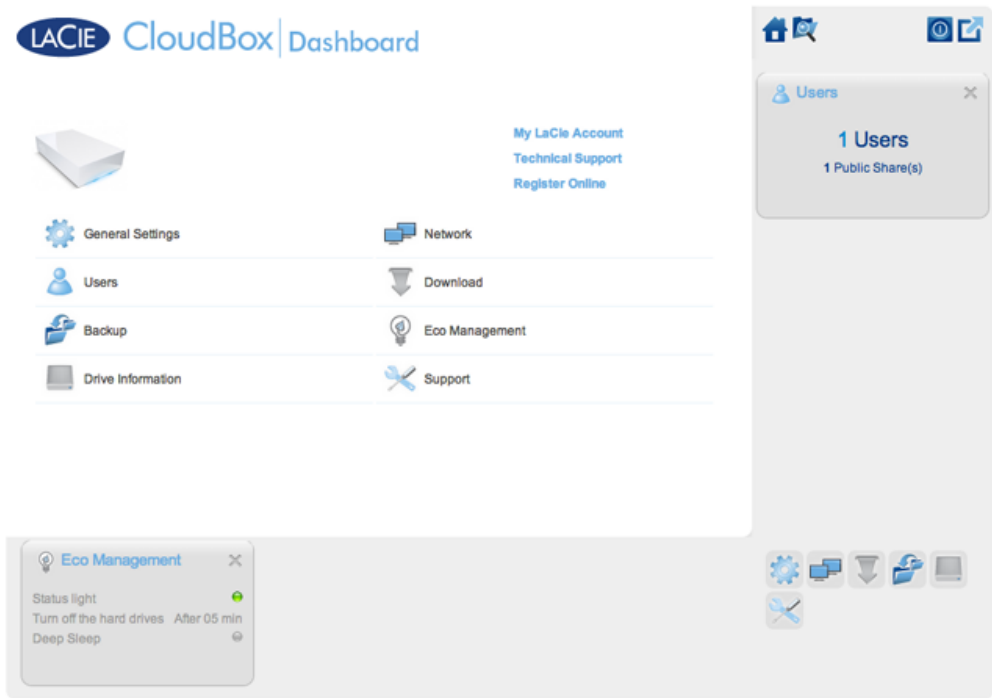 LACIE CloudBox Dashboard
My LaCie Account
Technical Support
Register Online
General Settings
Network
Users
Download
Backup
Eco Management
Drive Information
Support
Users
1 Users
1 Public Share(s)
Eco Management
Status light
Turn off the hard drives After 05 min
Deep Sleep